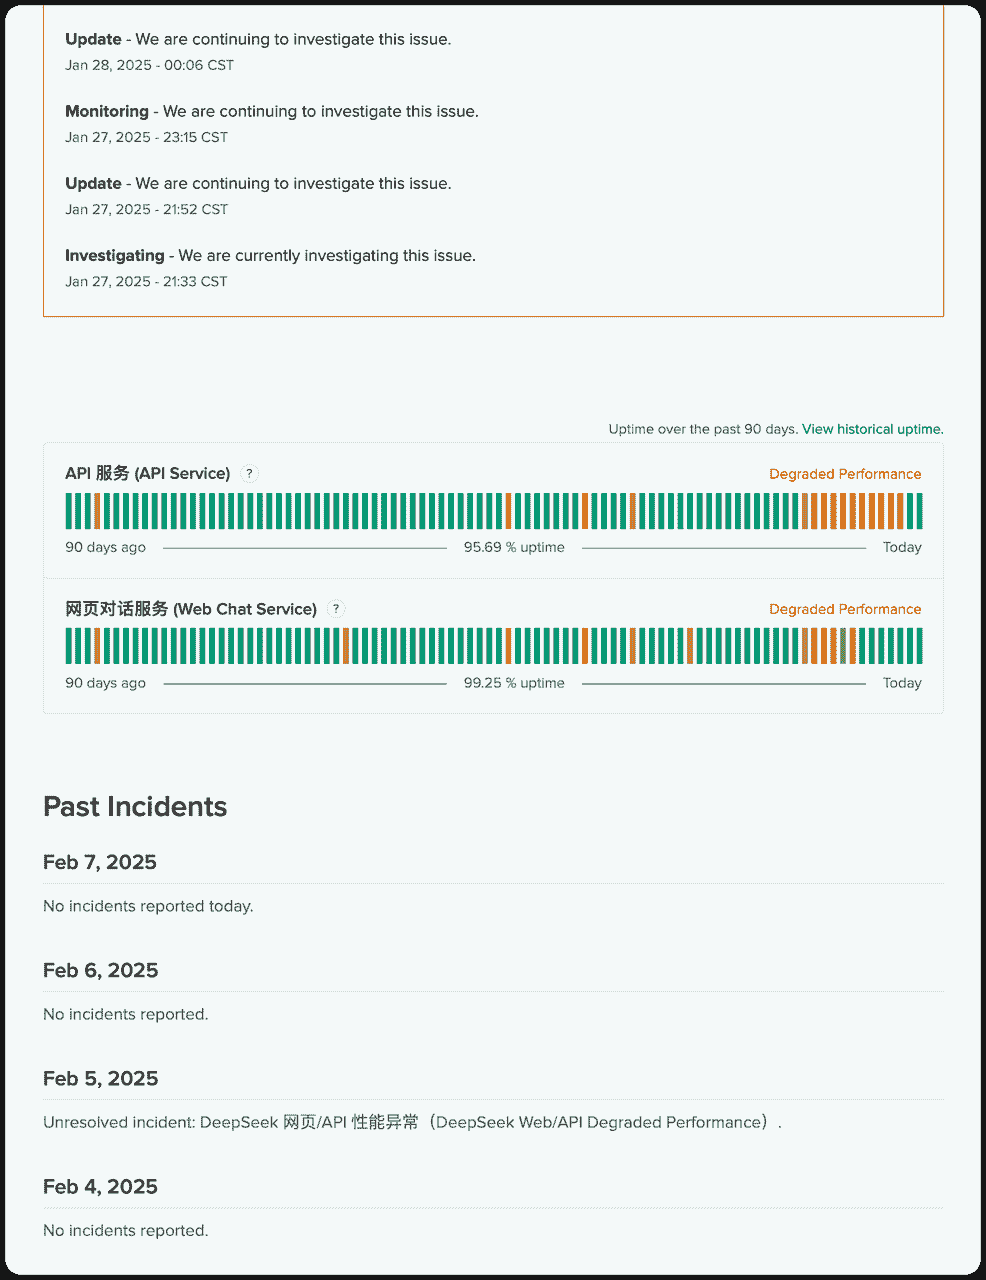 Update - We are continuing to investigate this issue.
Jan 28, 2025 - 00:06 CST
Monitoring - We are continuing to investigate this issue.
Jan 27, 2025 - 23:15 CST
Update - We are continuing to investigate this issue.
Jan 27, 2025 - 21:52 CST
Investigating - We are currently investigating this issue.
Jan 27, 2025 - 21:33 CST
Uptime over the past 90 days. View historical uptime.
API 服务 (API Service) ? Degraded Performance
90 days ago 95.69 % uptime Today
网页对话服务 (Web Chat Service) ? Degraded Performance
90 days ago 99.25 % uptime Today
Past Incidents
Feb 7, 2025
No incidents reported today.
Feb 6, 2025
No incidents reported.
Feb 5, 2025
Unresolved incident: DeepSeek 网页/API 性能异常（DeepSeek Web/API Degraded Performance）.
Feb 4, 2025
No incidents reported.